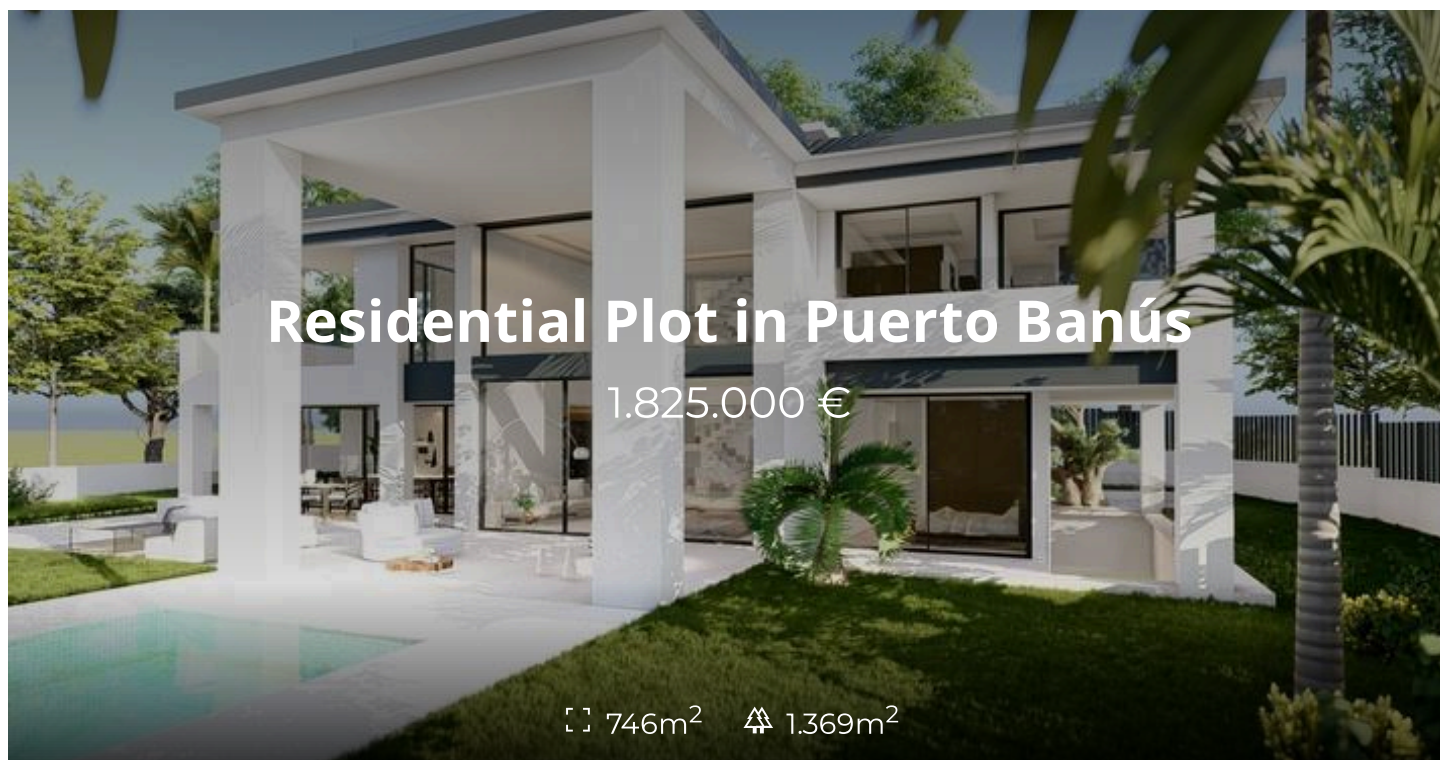 Residential Plot in Puerto Banús
1.825.000 €
746m² 1.369m²